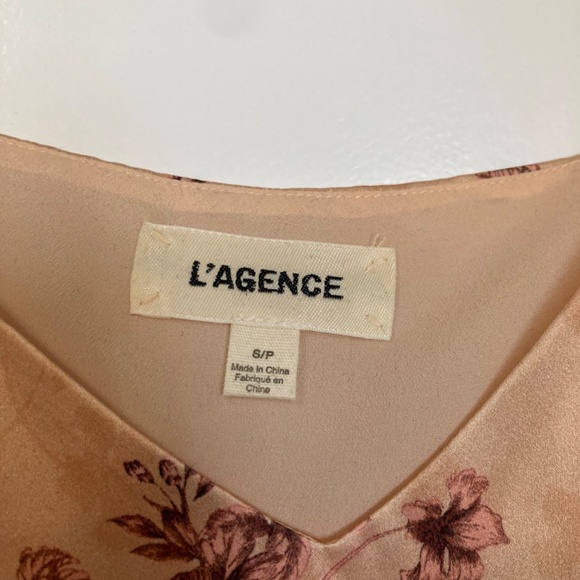 L'AGENCE
S/P
Made in China
Fabriqué en
Chine